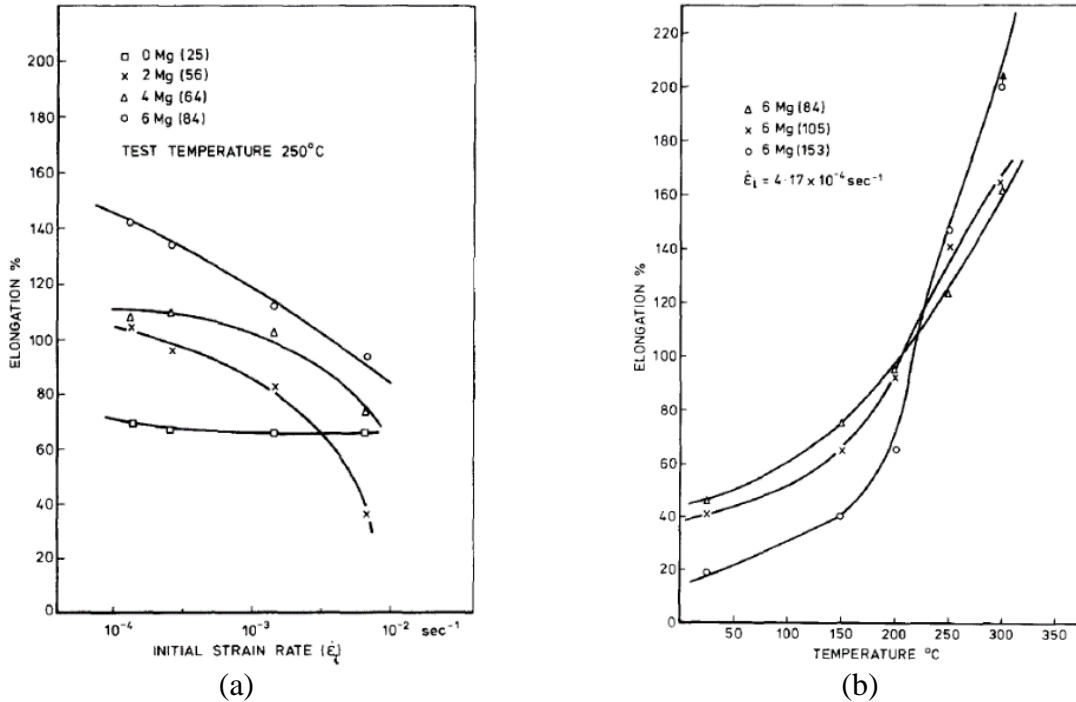 200
180
160
140
120
100
80
60
40
20
0
ELONGATION %
0 Mg (25)
2 Mg (56)
4 Mg (64)
6 Mg (84)
TEST TEMPERATURE 250°C
10⁻⁴ 10⁻³ 10⁻² sec⁻¹
INITIAL STRAIN RATE (ε̇ᵢ)
(a)
220
200
180
160
140
120
100
80
60
40
20
0
ELONGATION %
6 Mg (84)
6 Mg (105)
6 Mg (153)
ε̇ᵢ = 4·17 × 10⁻⁴ sec⁻¹
50 100 150 200 250 300 350
TEMPERATURE °C
(b)